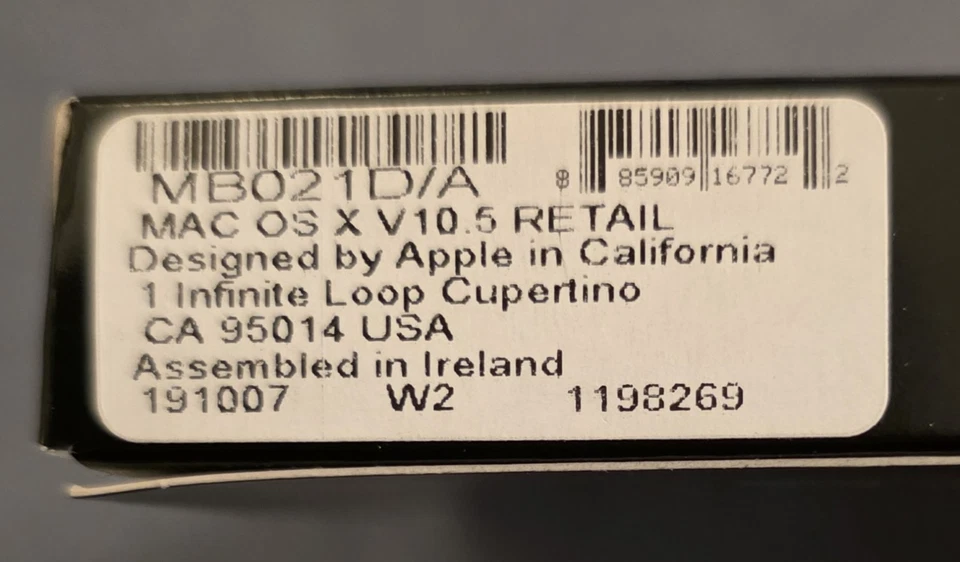 MB021D/A
8 85909 16772 2
MAC OS X V10.5 RETAIL
Designed by Apple in California
1 Infinite Loop Cupertino
CA 95014 USA
Assembled in Ireland
191007 W2 1198269